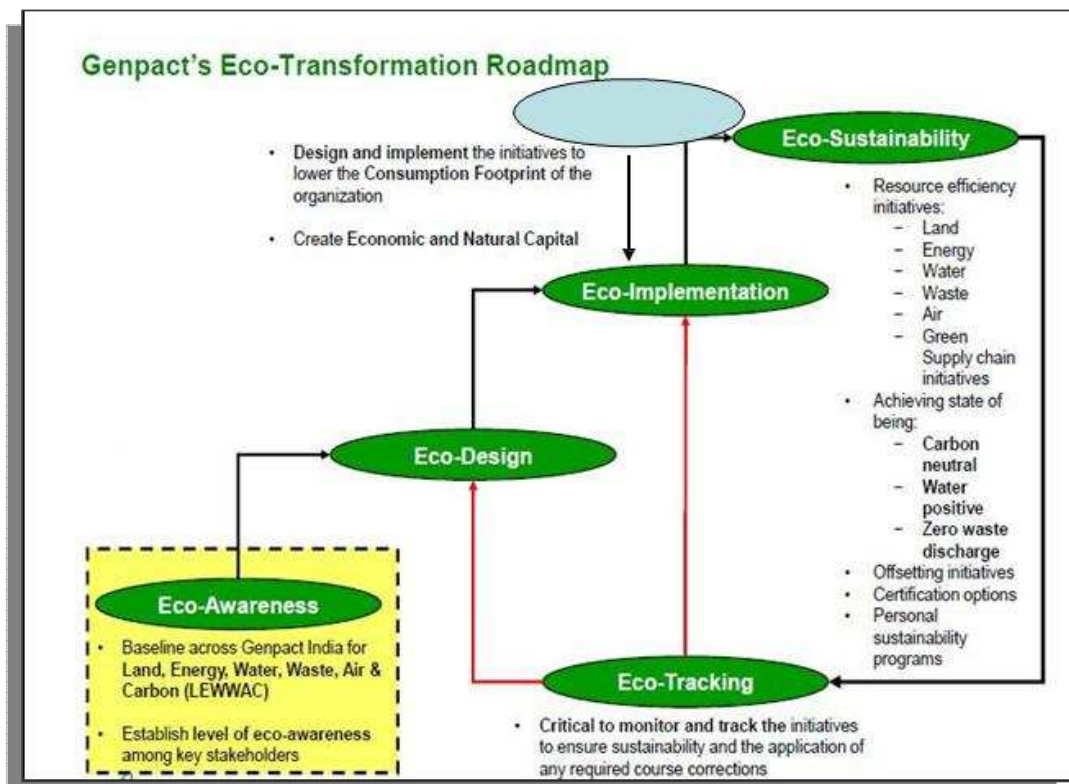 Genpact's Eco-Transformation Roadmap
• Design and implement the initiatives to
lower the Consumption Footprint of the
organization
• Create Economic and Natural Capital
Eco-Sustainability
• Resource efficiency
initiatives:
− Land
− Energy
− Water
− Waste
− Air
− Green
Supply chain
initiatives
• Achieving state of
being:
− Carbon
neutral
− Water
positive
− Zero waste
discharge
• Offsetting initiatives
• Certification options
• Personal
sustainability
programs
Eco-Implementation
Eco-Design
Eco-Awareness
• Baseline across Genpact India for
Land, Energy, Water, Waste, Air &
Carbon (LEWWAC)
• Establish level of eco-awareness
among key stakeholders
Eco-Tracking
• Critical to monitor and track the initiatives
to ensure sustainability and the application of
any required course corrections